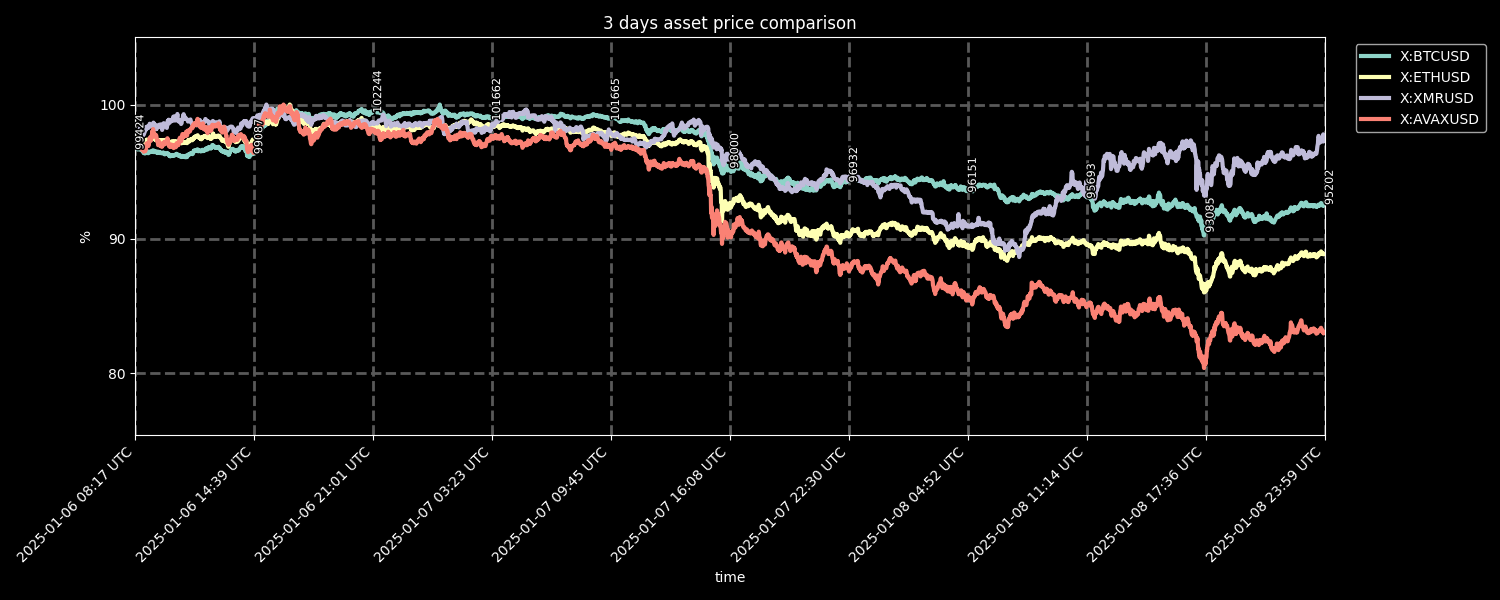 3 days asset price comparison
X:BTCUSD
X:ETHUSD
X:XMRUSD
X:AVAXUSD
100
90
80
%
99424
99087
102244
101662
101665
98000
96932
96151
95693
93085
95202
2025-01-06 08:17 UTC
2025-01-06 14:39 UTC
2025-01-06 21:01 UTC
2025-01-07 03:23 UTC
2025-01-07 09:45 UTC
2025-01-07 16:08 UTC
2025-01-07 22:30 UTC
2025-01-08 04:52 UTC
2025-01-08 11:14 UTC
2025-01-08 17:36 UTC
2025-01-08 23:59 UTC
time